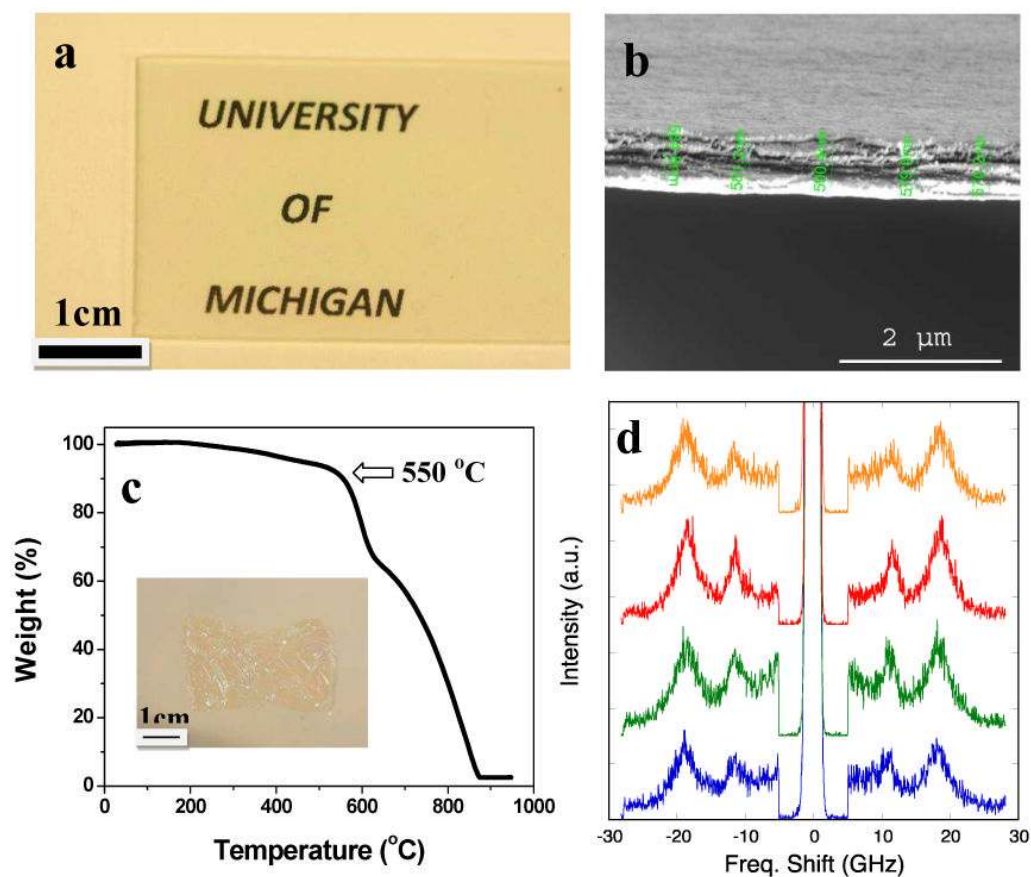 a
UNIVERSITY
OF
MICHIGAN
1cm
b
2 µm
c
550 °C
1cm
Weight (%)
100
80
60
40
20
0
0 200 400 600 800 1000
Temperature (°C)
d
Intensity (a.u.)
-30 -20 -10 0 10 20 30
Freq. Shift (GHz)